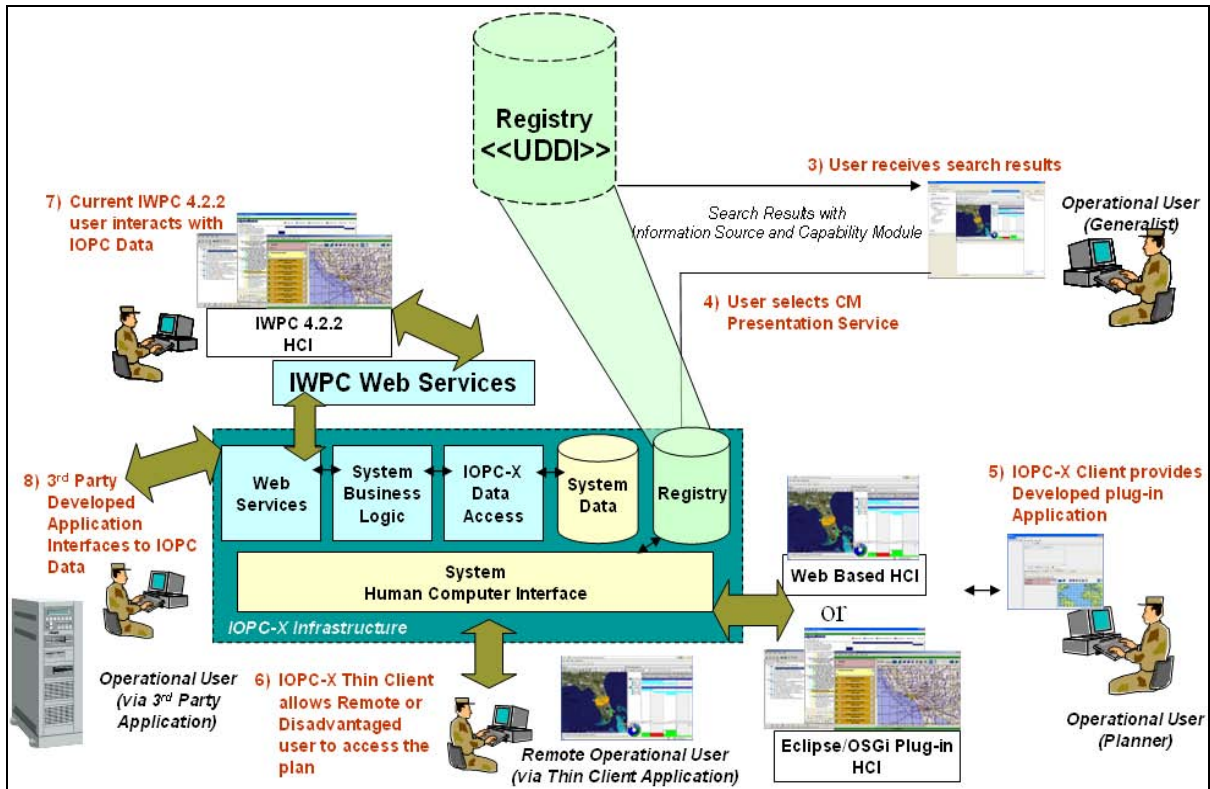 Registry
<<UDDI>>
3) User receives search results
Search Results with
Information Source and Capability Module
Operational User
(Generalist)
4) User selects CM
Presentation Service
7) Current IWPC 4.2.2
user interacts with
IOPC Data
IWPC 4.2.2
HCI
IWPC Web Services
8) 3rd Party
Developed
Application
Interfaces to IOPC
Data
Web
Services
System
Business
Logic
IOPC-X
Data
Access
System
Data
Registry
System
Human Computer Interface
IOPC-X Infrastructure
5) IOPC-X Client provides
Developed plug-in
Application
Web Based HCI
or
Eclipse/OSGi Plug-in
HCI
Operational User
(Planner)
Operational User
(via 3rd Party
Application)
6) IOPC-X Thin Client
allows Remote or
Disadvantaged
user to access the
plan
Remote Operational User
(via Thin Client Application)